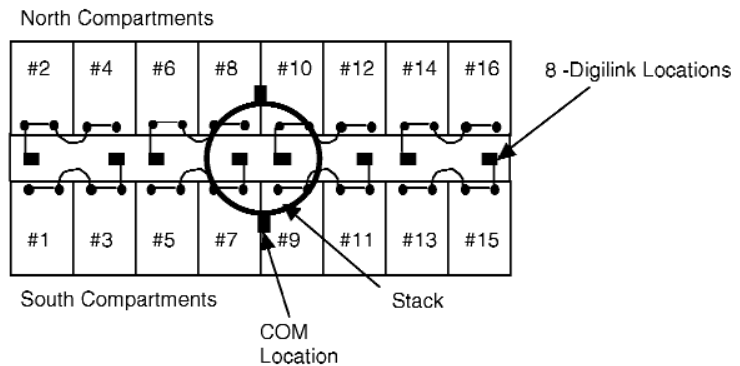 North Compartments
#2 #4 #6 #8 #10 #12 #14 #16
8 -Digilink Locations
#1 #3 #5 #7 #9 #11 #13 #15
South Compartments
Stack
COM
Location